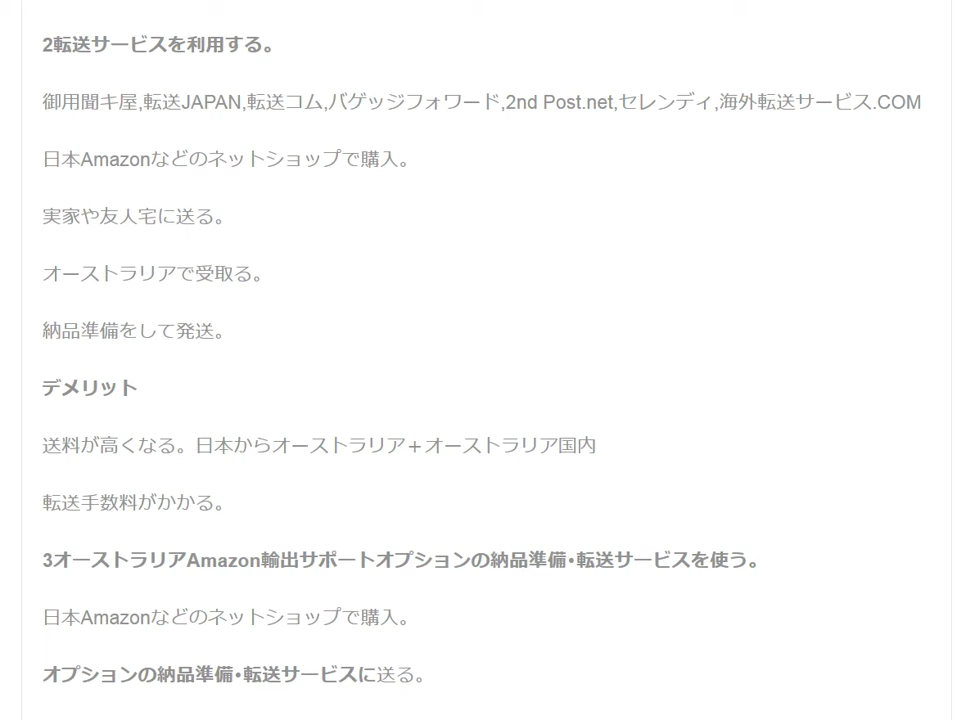 2転送サービスを利用する。
御用聞キ屋,転送JAPAN,転送コム,バゲッジフォワード,2nd Post.net,セレンディ,海外転送サービス.COM
日本Amazonなどのネットショップで購入。
実家や友人宅に送る。
オーストラリアで受取る。
納品準備をして発送。
デメリット
送料が高くなる。日本からオーストラリア＋オーストラリア国内
転送手数料がかかる。
3オーストラリアAmazon輸出サポートオプションの納品準備・転送サービスを使う。
日本Amazonなどのネットショップで購入。
オプションの納品準備・転送サービスに送る。